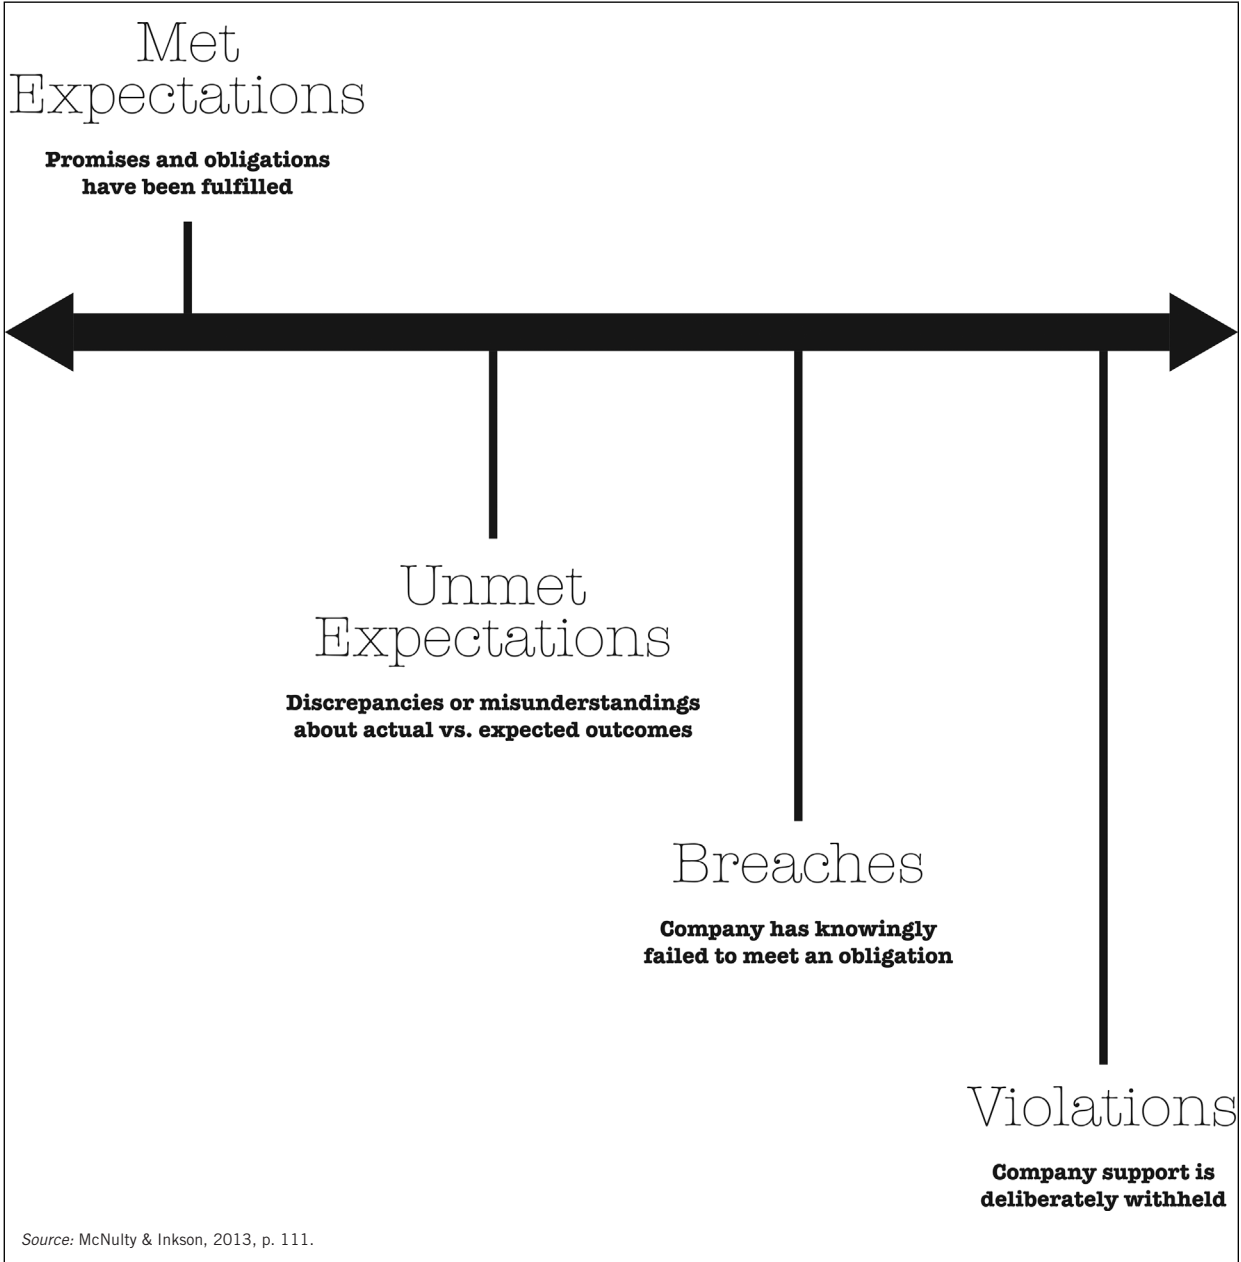 Met
Expectations
Promises and obligations
have been fulfilled
Unmet
Expectations
Discrepancies or misunderstandings
about actual vs. expected outcomes
Breaches
Company has knowingly
failed to meet an obligation
Violations
Company support is
deliberately withheld
Source: McNulty & Inkson, 2013, p. 111.